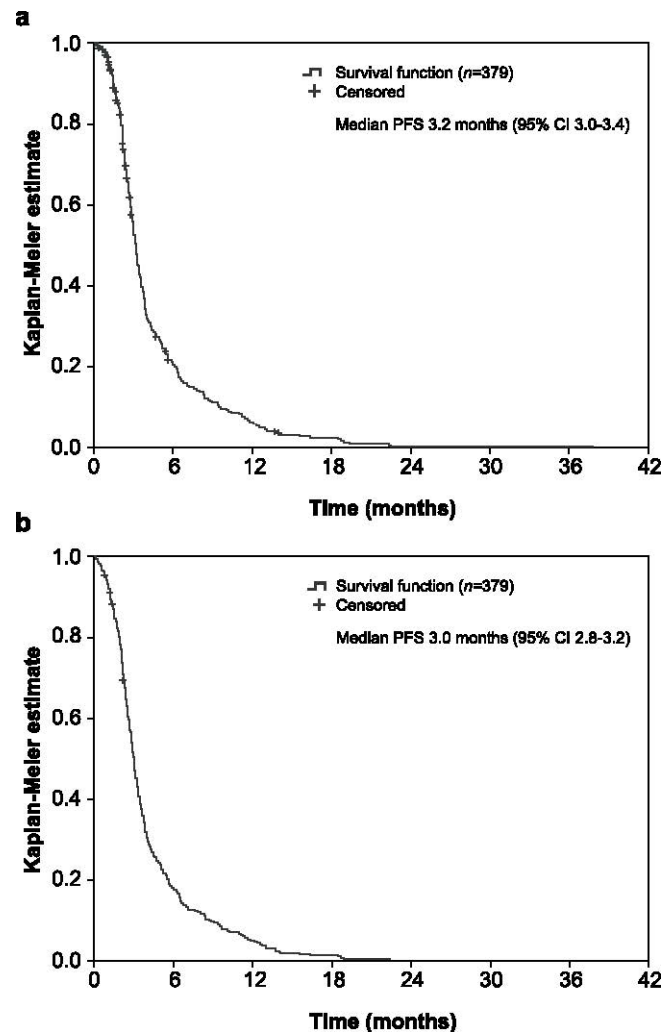 a
1.0
0.8
0.6
0.4
0.2
0.0
Kaplan-Meier estimate
Survival function (n=379)
Censored
Median PFS 3.2 months (95% CI 3.0-3.4)
0 6 12 18 24 30 36 42
Time (months)
b
1.0
0.8
0.6
0.4
0.2
0.0
Kaplan-Meier estimate
Survival function (n=379)
Censored
Median PFS 3.0 months (95% CI 2.8-3.2)
0 6 12 18 24 30 36 42
Time (months)